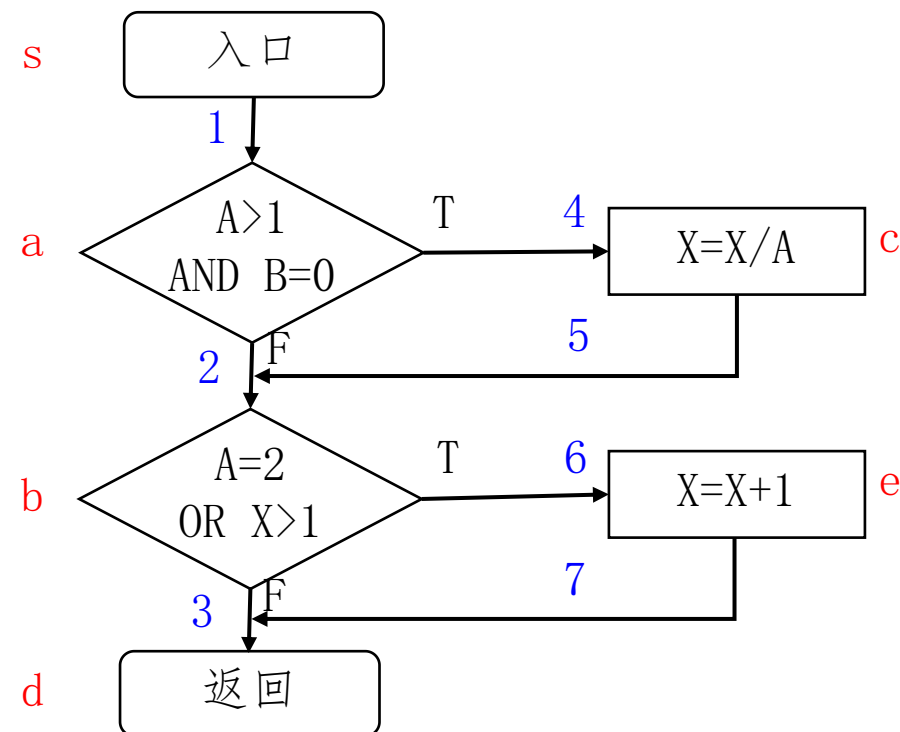 s
入口
1
a
A>1
AND B=0
T
4
X=X/A
c
F
2
5
b
A=2
OR X>1
T
6
X=X+1
e
F
3
7
d
返回